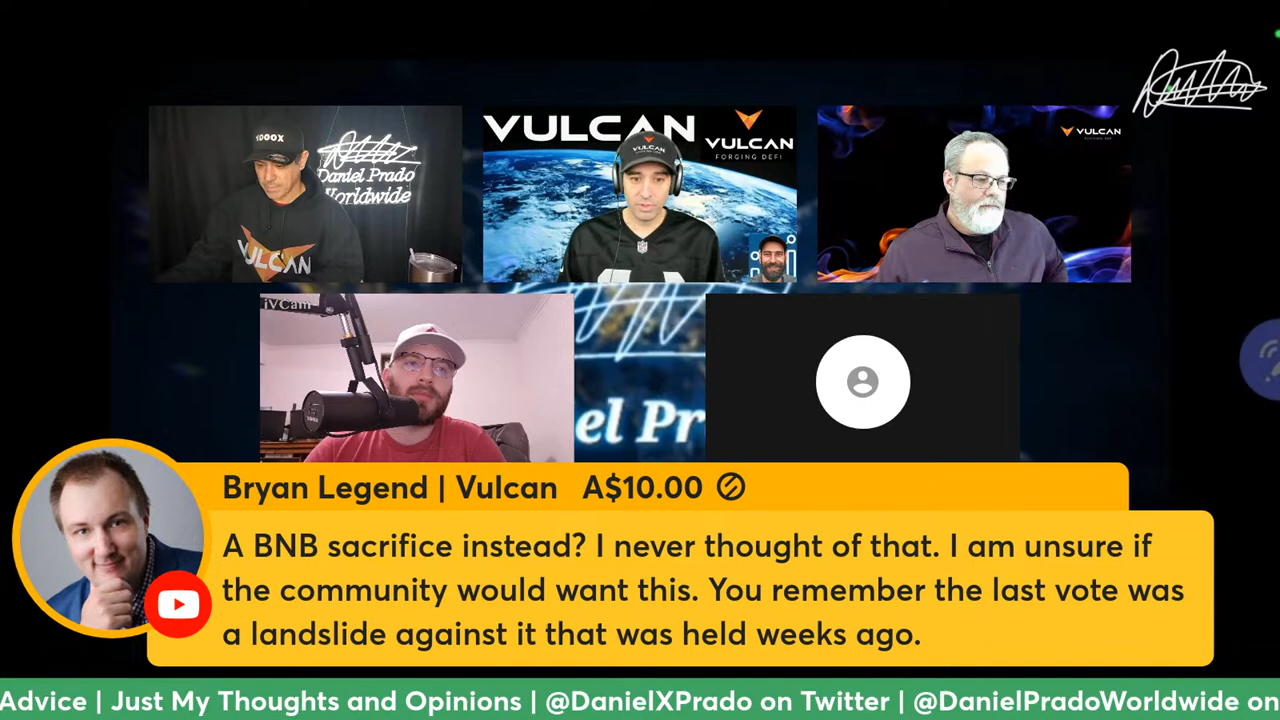 1000X
Daniel Prado
Worldwide
VULCAN
VULCAN
VULCAN
FORGING DEFI
VULCAN
VULCAN
iVCam
el Pr
Bryan Legend | Vulcan A$10.00
A BNB sacrifice instead? I never thought of that. I am unsure if
the community would want this. You remember the last vote was
a landslide against it that was held weeks ago.
Advice | Just My Thoughts and Opinions | @DanielXPrado on Twitter | @DanielPradoWorldwide on